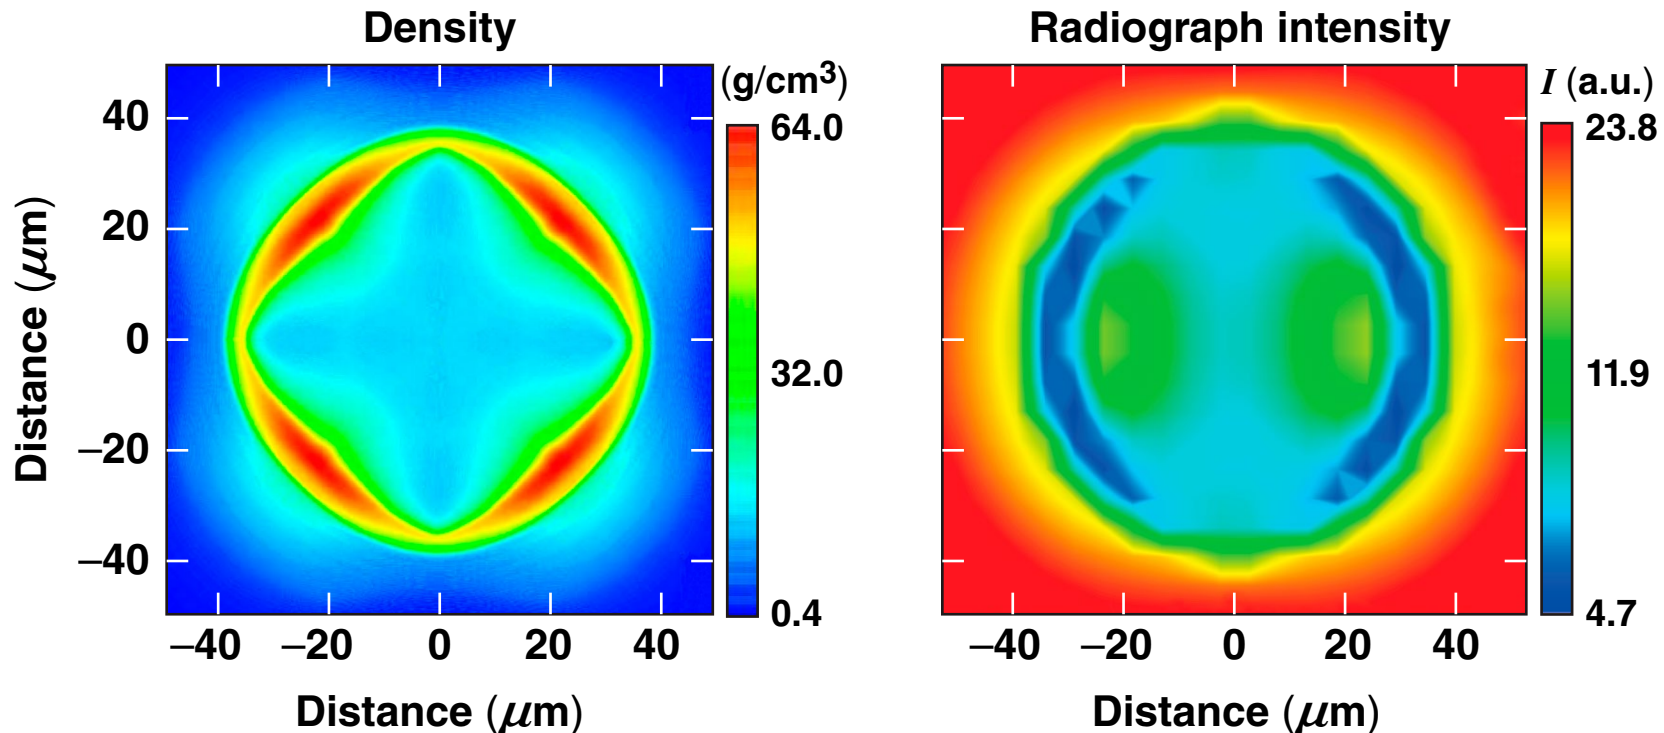 Density
(g/cm³)
64.0
32.0
0.4
40
20
0
–20
–40
Distance (μm)
–40 –20 0 20 40
Distance (μm)
Radiograph intensity
I (a.u.)
23.8
11.9
4.7
–40 –20 0 20 40
Distance (μm)